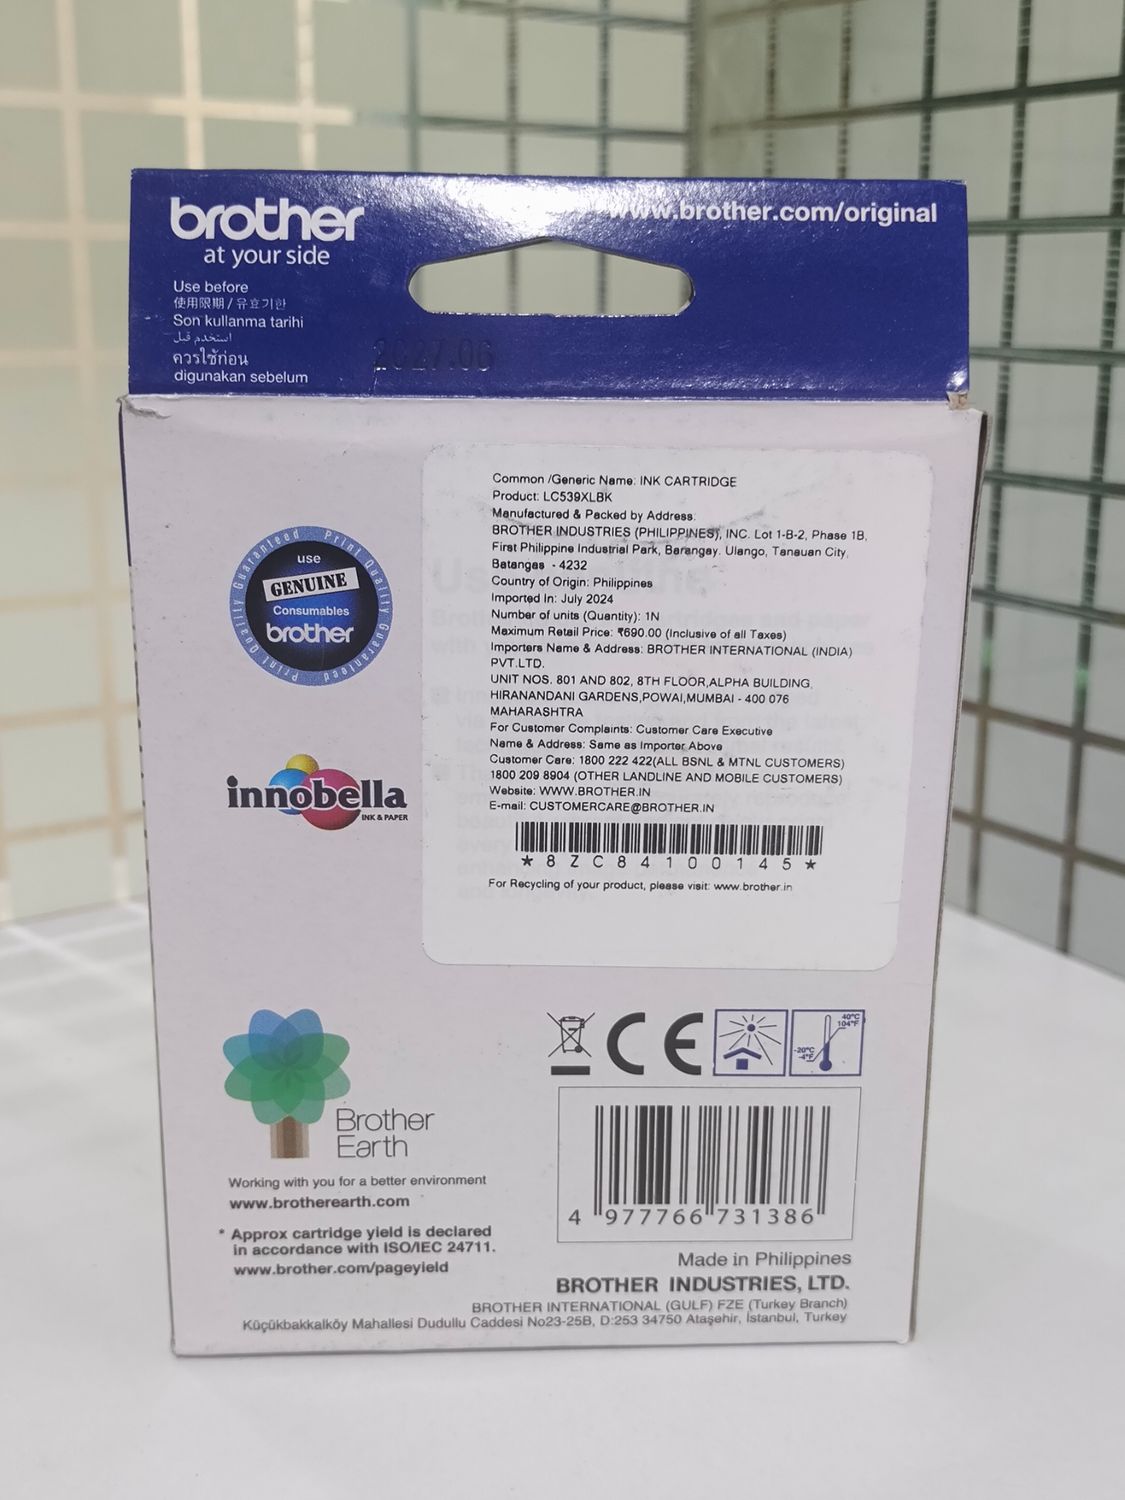 brother
at your side
www.brother.com/original
Use before
使用限期 / 유효기한
Son kullanma tarihi
استخدم قبل
ควรใช้ก่อน
digunakan sebelum
2027.06
Common /Generic Name: INK CARTRIDGE
Product: LC539XLBK
Manufactured & Packed by Address:
BROTHER INDUSTRIES (PHILIPPINES), INC. Lot 1-B-2, Phase 1B,
First Philippine Industrial Park, Barangay. Ulango, Tanauan City,
Batangas - 4232
Country of Origin: Philippines
Imported In: July 2024
Number of units (Quantity): 1N
Maximum Retail Price: ₹690.00 (Inclusive of all Taxes)
Importers Name & Address: BROTHER INTERNATIONAL (INDIA)
PVT.LTD.
UNIT NOS. 801 AND 802, 8TH FLOOR,ALPHA BUILDING,
HIRANANDANI GARDENS,POWAI,MUMBAI - 400 076
MAHARASHTRA
For Customer Complaints: Customer Care Executive
Name & Address: Same as Importer Above
Customer Care: 1800 222 422(ALL BSNL & MTNL CUSTOMERS)
1800 209 8904 (OTHER LANDLINE AND MOBILE CUSTOMERS)
Website: WWW.BROTHER.IN
E-mail: CUSTOMERCARE@BROTHER.IN
*8ZC84100145*
For Recycling of your product, please visit: www.brother.in
Print Quality Guaranteed
Print Quality Guaranteed
use
GENUINE
Consumables
brother
innobella
INK & PAPER
CE
40°C
104°F
-20°C
-4°F
Brother
Earth
Working with you for a better environment
www.brotherearth.com
* Approx cartridge yield is declared
in accordance with ISO/IEC 24711.
www.brother.com/pageyield
4 977766 731386
Made in Philippines
BROTHER INDUSTRIES, LTD.
BROTHER INTERNATIONAL (GULF) FZE (Turkey Branch)
Küçükbakkalköy Mahallesi Dudullu Caddesi No23-25B, D:253 34750 Ataşehir, İstanbul, Turkey